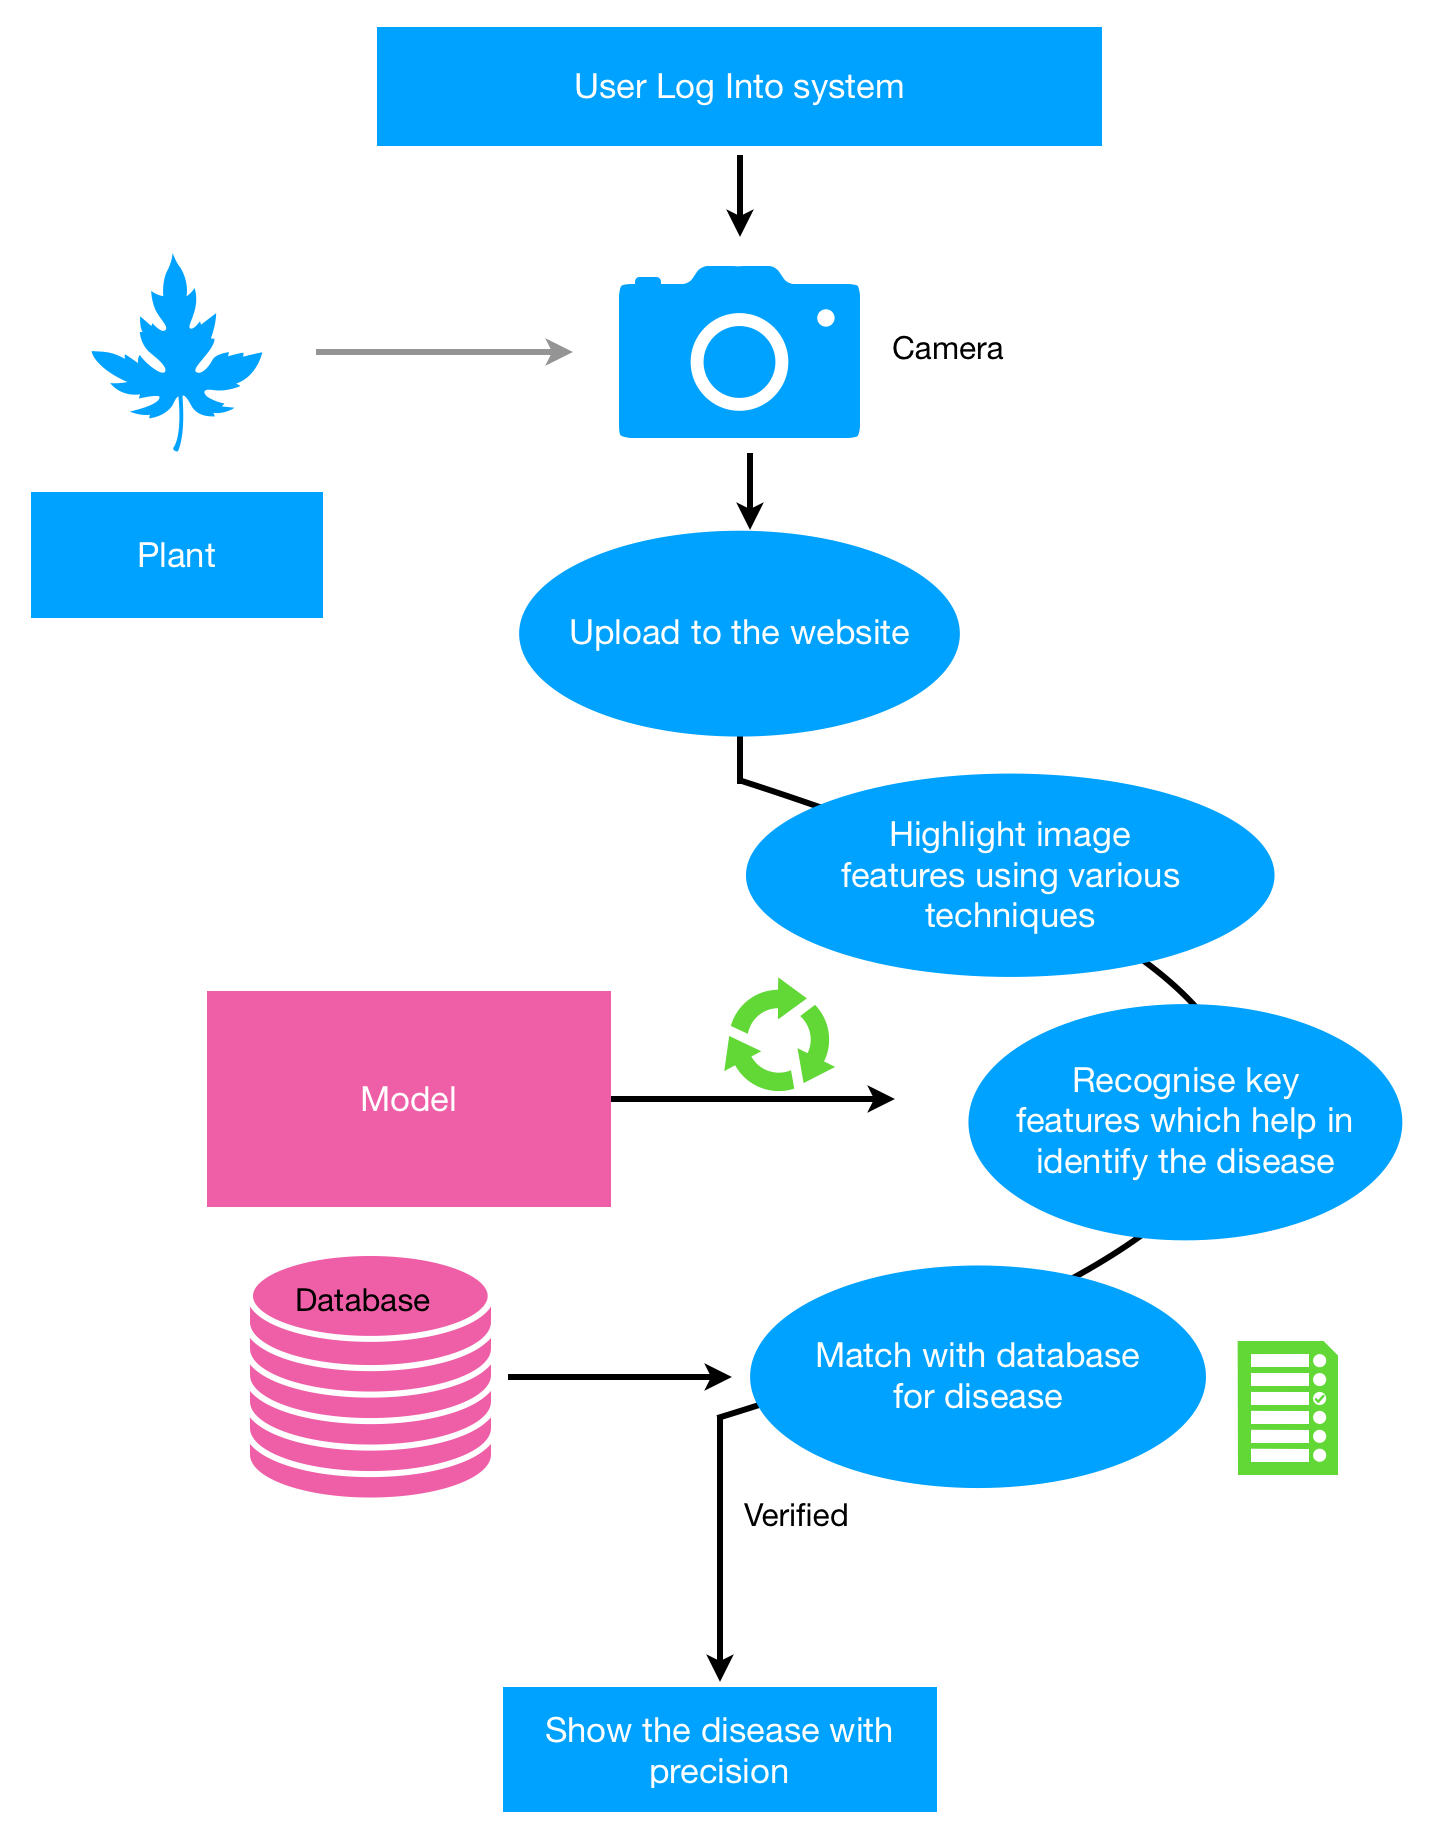 User Log Into system
Camera
Plant
Upload to the website
Highlight image
features using various
techniques
Model
Recognise key
features which help in
identify the disease
Database
Match with database
for disease
Verified
Show the disease with
precision